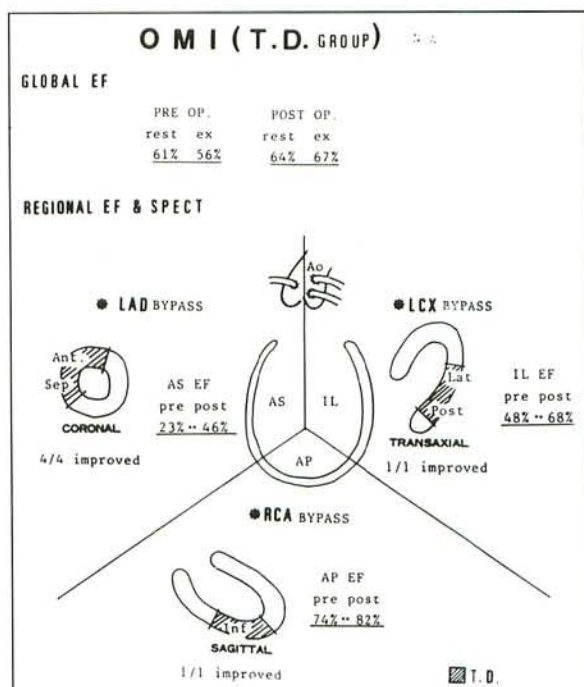 OMI (T.D. GROUP)
GLOBAL EF
PRE OP. POST OP.
rest ex rest ex
61% 56% 64% 67%
REGIONAL EF & SPECT
Ao
* LAD BYPASS
Ant.
Sep
CORONAL
4/4 improved
AS EF
pre post
23% ** 46%
AS IL
AP
* LCX BYPASS
Lat
Post
TRANSAXIAL
1/1 improved
IL EF
pre post
48% ** 68%
* RCA BYPASS
Inf
SAGITTAL
1/1 improved
AP EF
pre post
74% ** 82%
T.D.